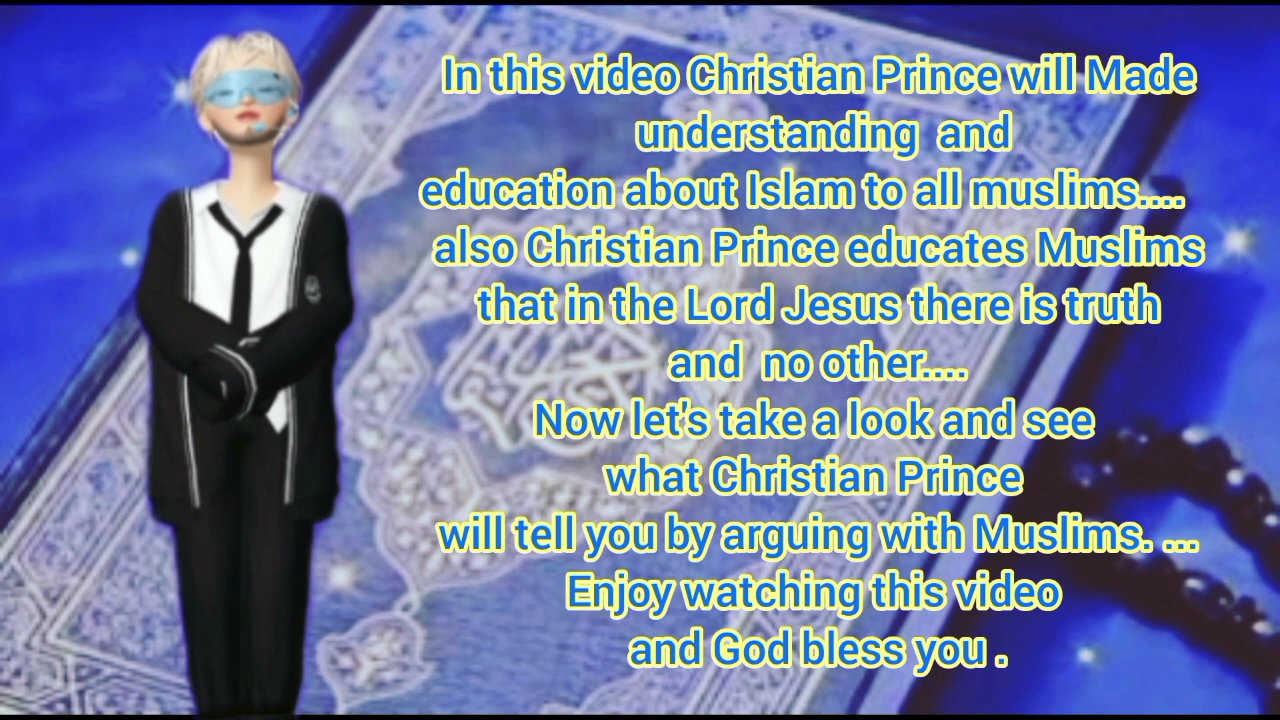 In this video Christian Prince will Made
understanding and
education about Islam to all muslims....
also Christian Prince educates Muslims
that in the Lord Jesus there is truth
and no other....
Now let's take a look and see
what Christian Prince
will tell you by arguing with Muslims. ...
Enjoy watching this video
and God bless you .